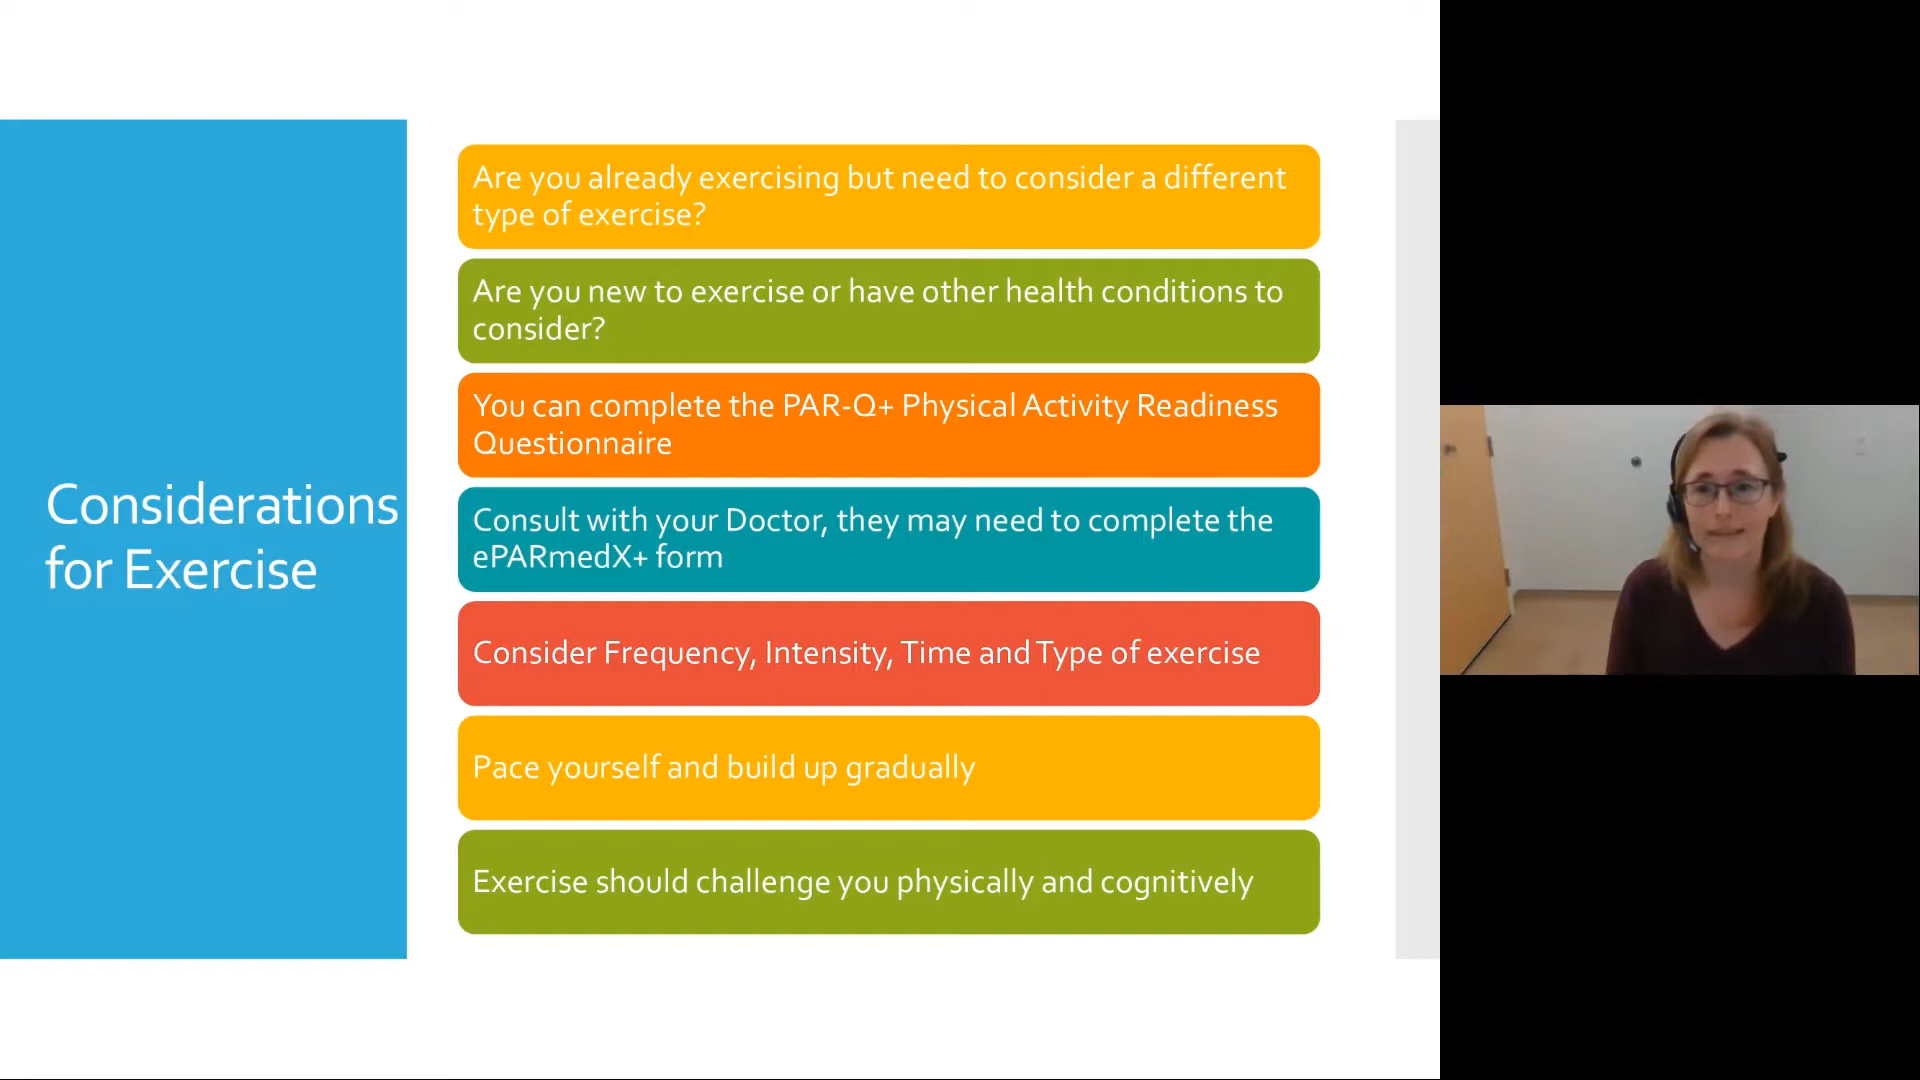 Considerations
for Exercise
Are you already exercising but need to consider a different
type of exercise?
Are you new to exercise or have other health conditions to
consider?
You can complete the PAR-Q+ Physical Activity Readiness
Questionnaire
Consult with your Doctor, they may need to complete the
ePARmedX+ form
Consider Frequency, Intensity, Time and Type of exercise
Pace yourself and build up gradually
Exercise should challenge you physically and cognitively